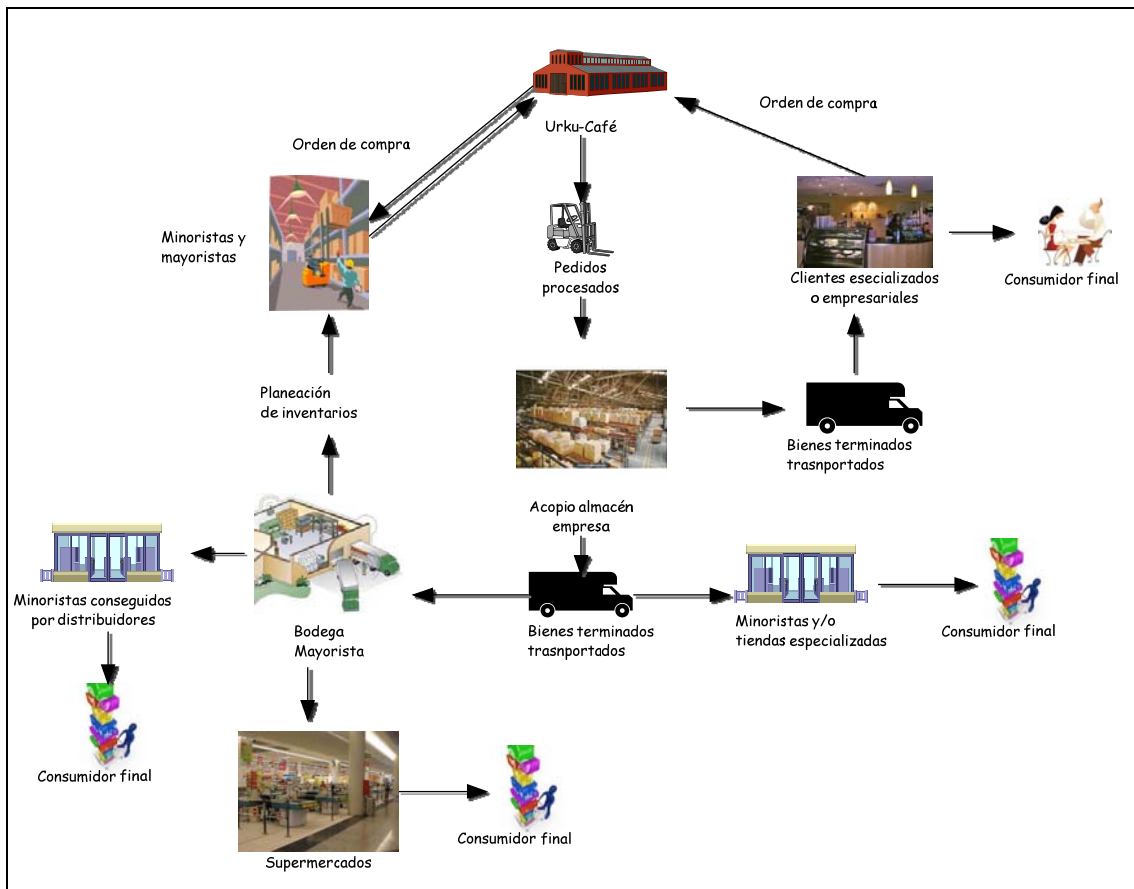 Orden de compra
Urku-Café
Orden de compra
Minoristas y
mayoristas
Pedidos
procesados
Clientes esecializados
o empresariales
Consumidor final
Planeación
de inventarios
Bienes terminados
trasnportados
Acopio almacén
empresa
Minoristas conseguidos
por distribuidores
Bodega
Mayorista
Bienes terminados
trasnportados
Minoristas y/o
tiendas especializadas
Consumidor final
Consumidor final
Supermercados
Consumidor final